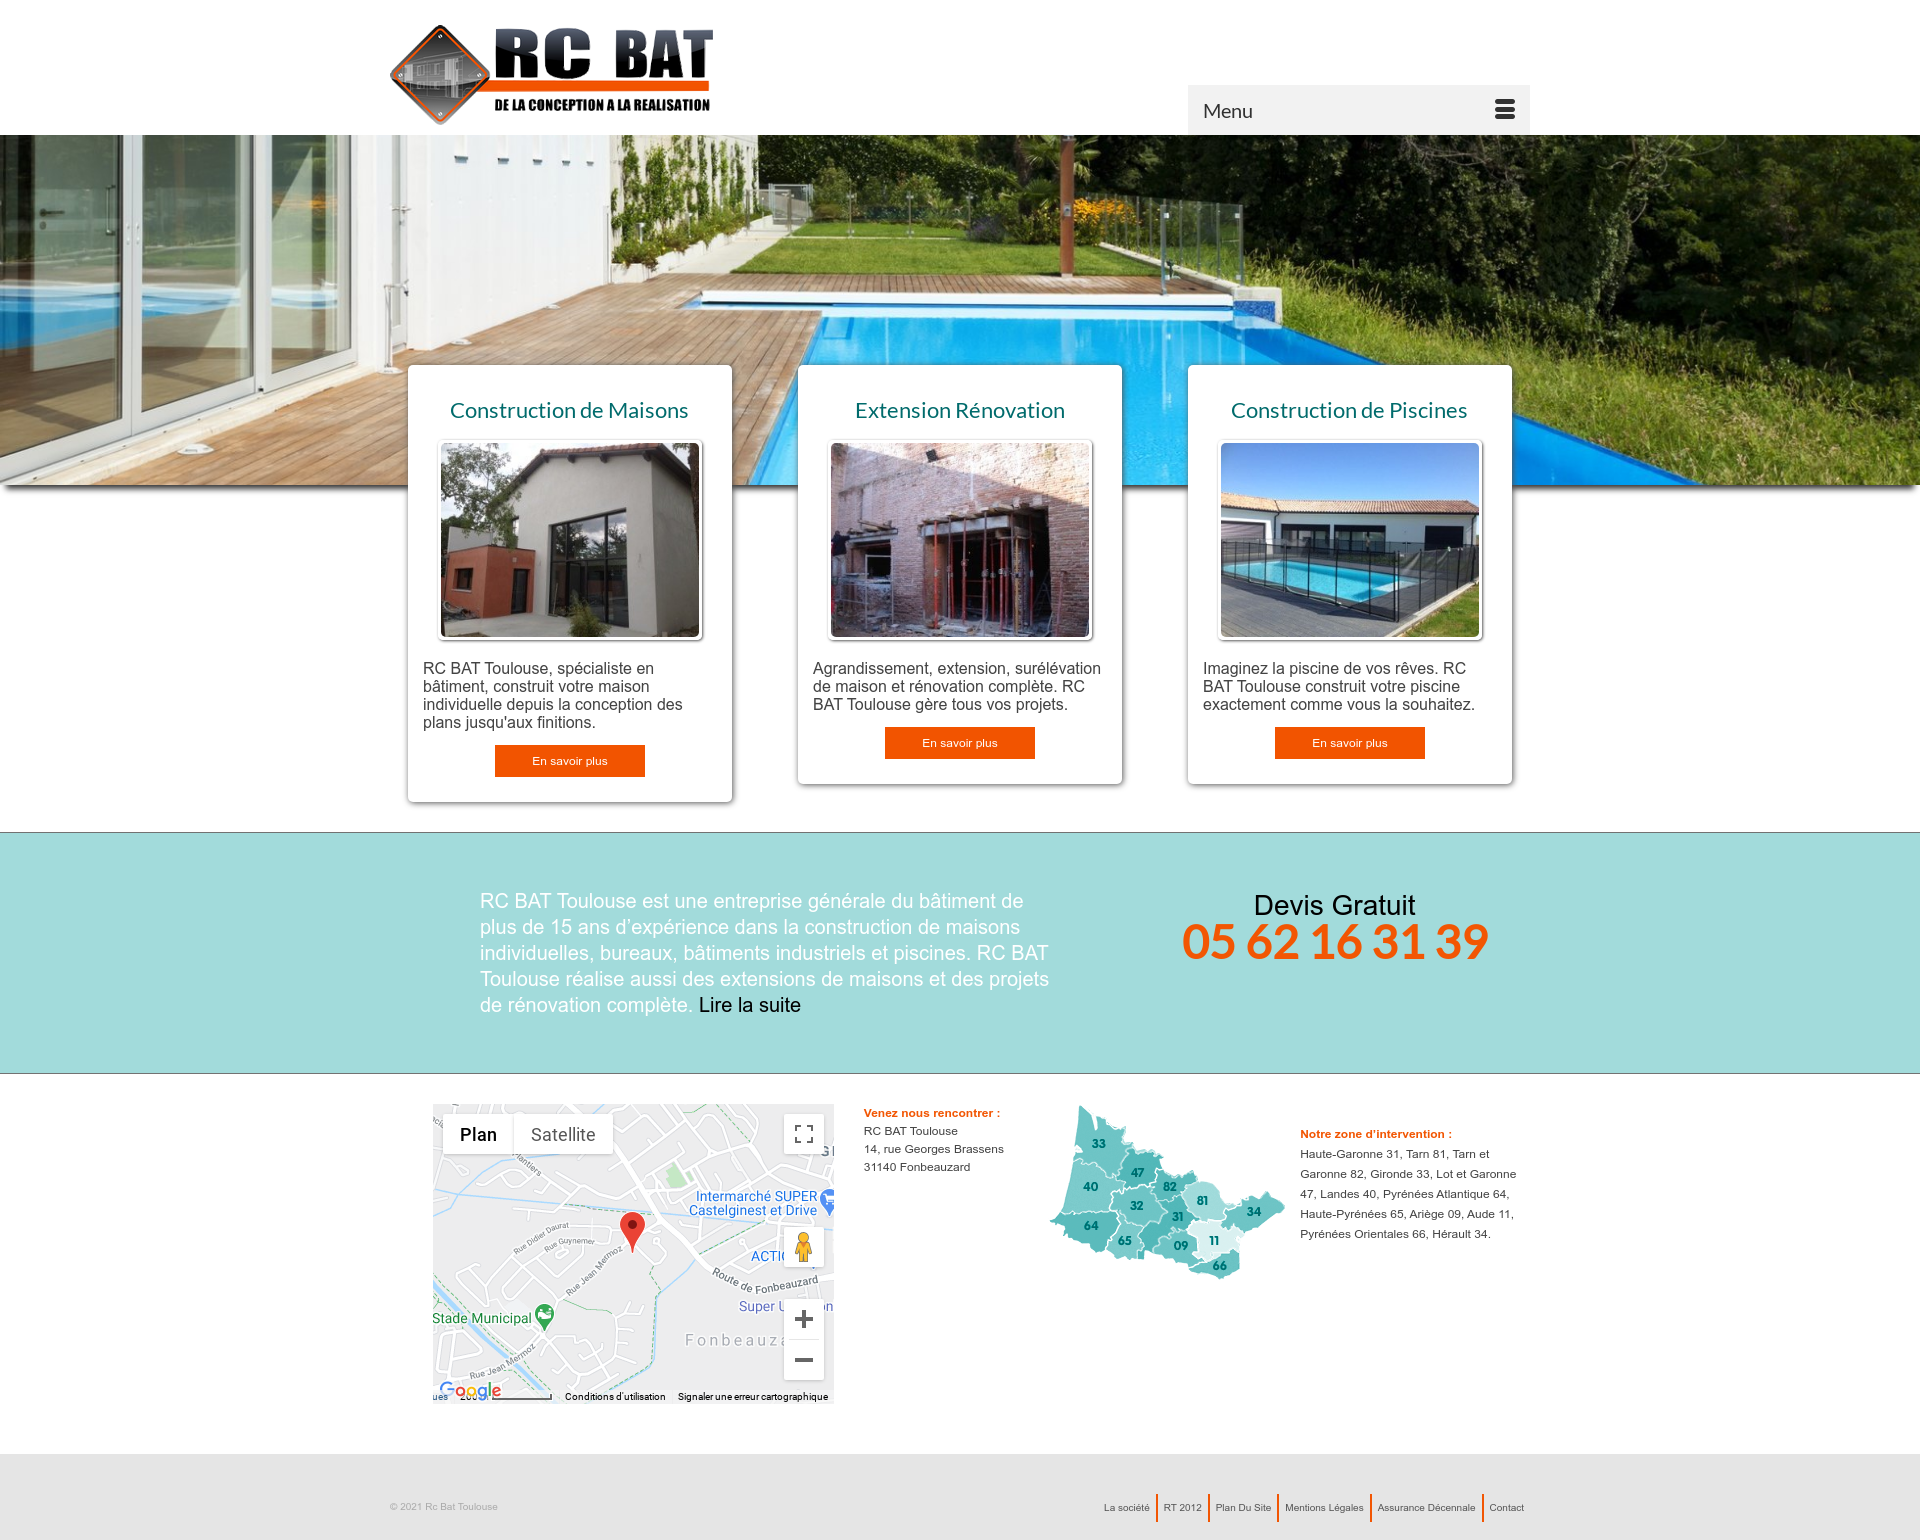 RC BAT
DE LA CONCEPTION A LA REALISATION
Menu
Construction de Maisons
RC BAT Toulouse, spécialiste en
bâtiment, construit votre maison
individuelle depuis la conception des
plans jusqu'aux finitions.
En savoir plus
Extension Rénovation
Agrandissement, extension, surélévation
de maison et rénovation complète. RC
BAT Toulouse gère tous vos projets.
En savoir plus
Construction de Piscines
Imaginez la piscine de vos rêves. RC
BAT Toulouse construit votre piscine
exactement comme vous la souhaitez.
En savoir plus
RC BAT Toulouse est une entreprise générale du bâtiment de
plus de 15 ans d'expérience dans la construction de maisons
individuelles, bureaux, bâtiments industriels et piscines. RC BAT
Toulouse réalise aussi des extensions de maisons et des projets
de rénovation complète. Lire la suite
Devis Gratuit
05 62 16 31 39
Plan
Satellite
Intermarché SUPER
Castelginest et Drive
Rue Didier Daurat
Rue Guynemer
Rue Jean Mermoz
Route de Fonbeauzard
Stade Municipal
Rue Jean Mermoz
Google
Conditions d'utilisation
Signaler une erreur cartographique
Venez nous rencontrer :
RC BAT Toulouse
14, rue Georges Brassens
31140 Fonbeauzard
33
47
40
82
81
32
34
31
64
65
09
11
66
Notre zone d'intervention :
Haute-Garonne 31, Tarn 81, Tarn et
Garonne 82, Gironde 33, Lot et Garonne
47, Landes 40, Pyrénées Atlantique 64,
Haute-Pyrénées 65, Ariège 09, Aude 11,
Pyrénées Orientales 66, Hérault 34.
© 2021 Rc Bat Toulouse
La société
RT 2012
Plan Du Site
Mentions Légales
Assurance Décennale
Contact